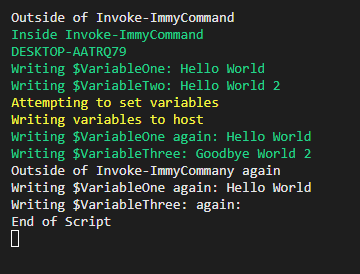 Outside of Invoke-ImmyCommand
Inside Invoke-ImmyCommand
DESKTOP-AATRQ79
Writing $VariableOne: Hello World
Writing $VariableTwo: Hello World 2
Attempting to set variables
Writing variables to host
Writing $VariableOne again: Hello World
Writing $VariableThree: Goodbye World 2
Outside of Invoke-ImmyCommany again
Writing $VariableOne again: Hello World
Writing $VariableThree: again:
End of Script